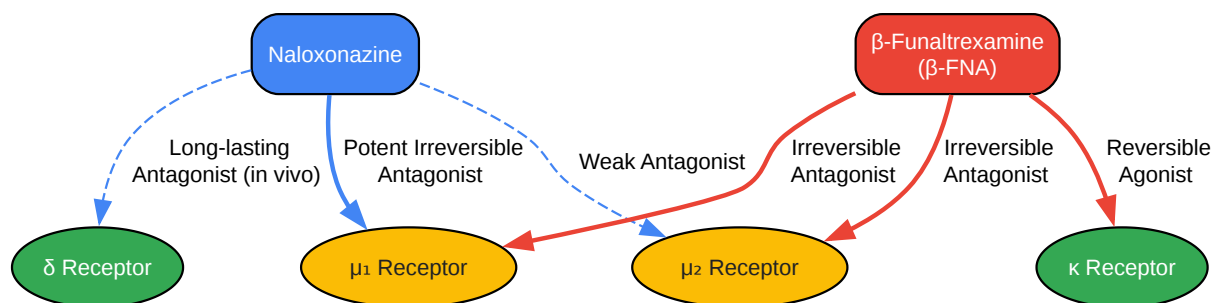 Naloxonazine
β-Funaltrexamine
(β-FNA)
Long-lasting
Antagonist (in vivo)
Potent Irreversible
Antagonist
Weak Antagonist
Irreversible
Antagonist
Irreversible
Antagonist
Reversible
Agonist
δ Receptor
μ₁ Receptor
μ₂ Receptor
κ Receptor